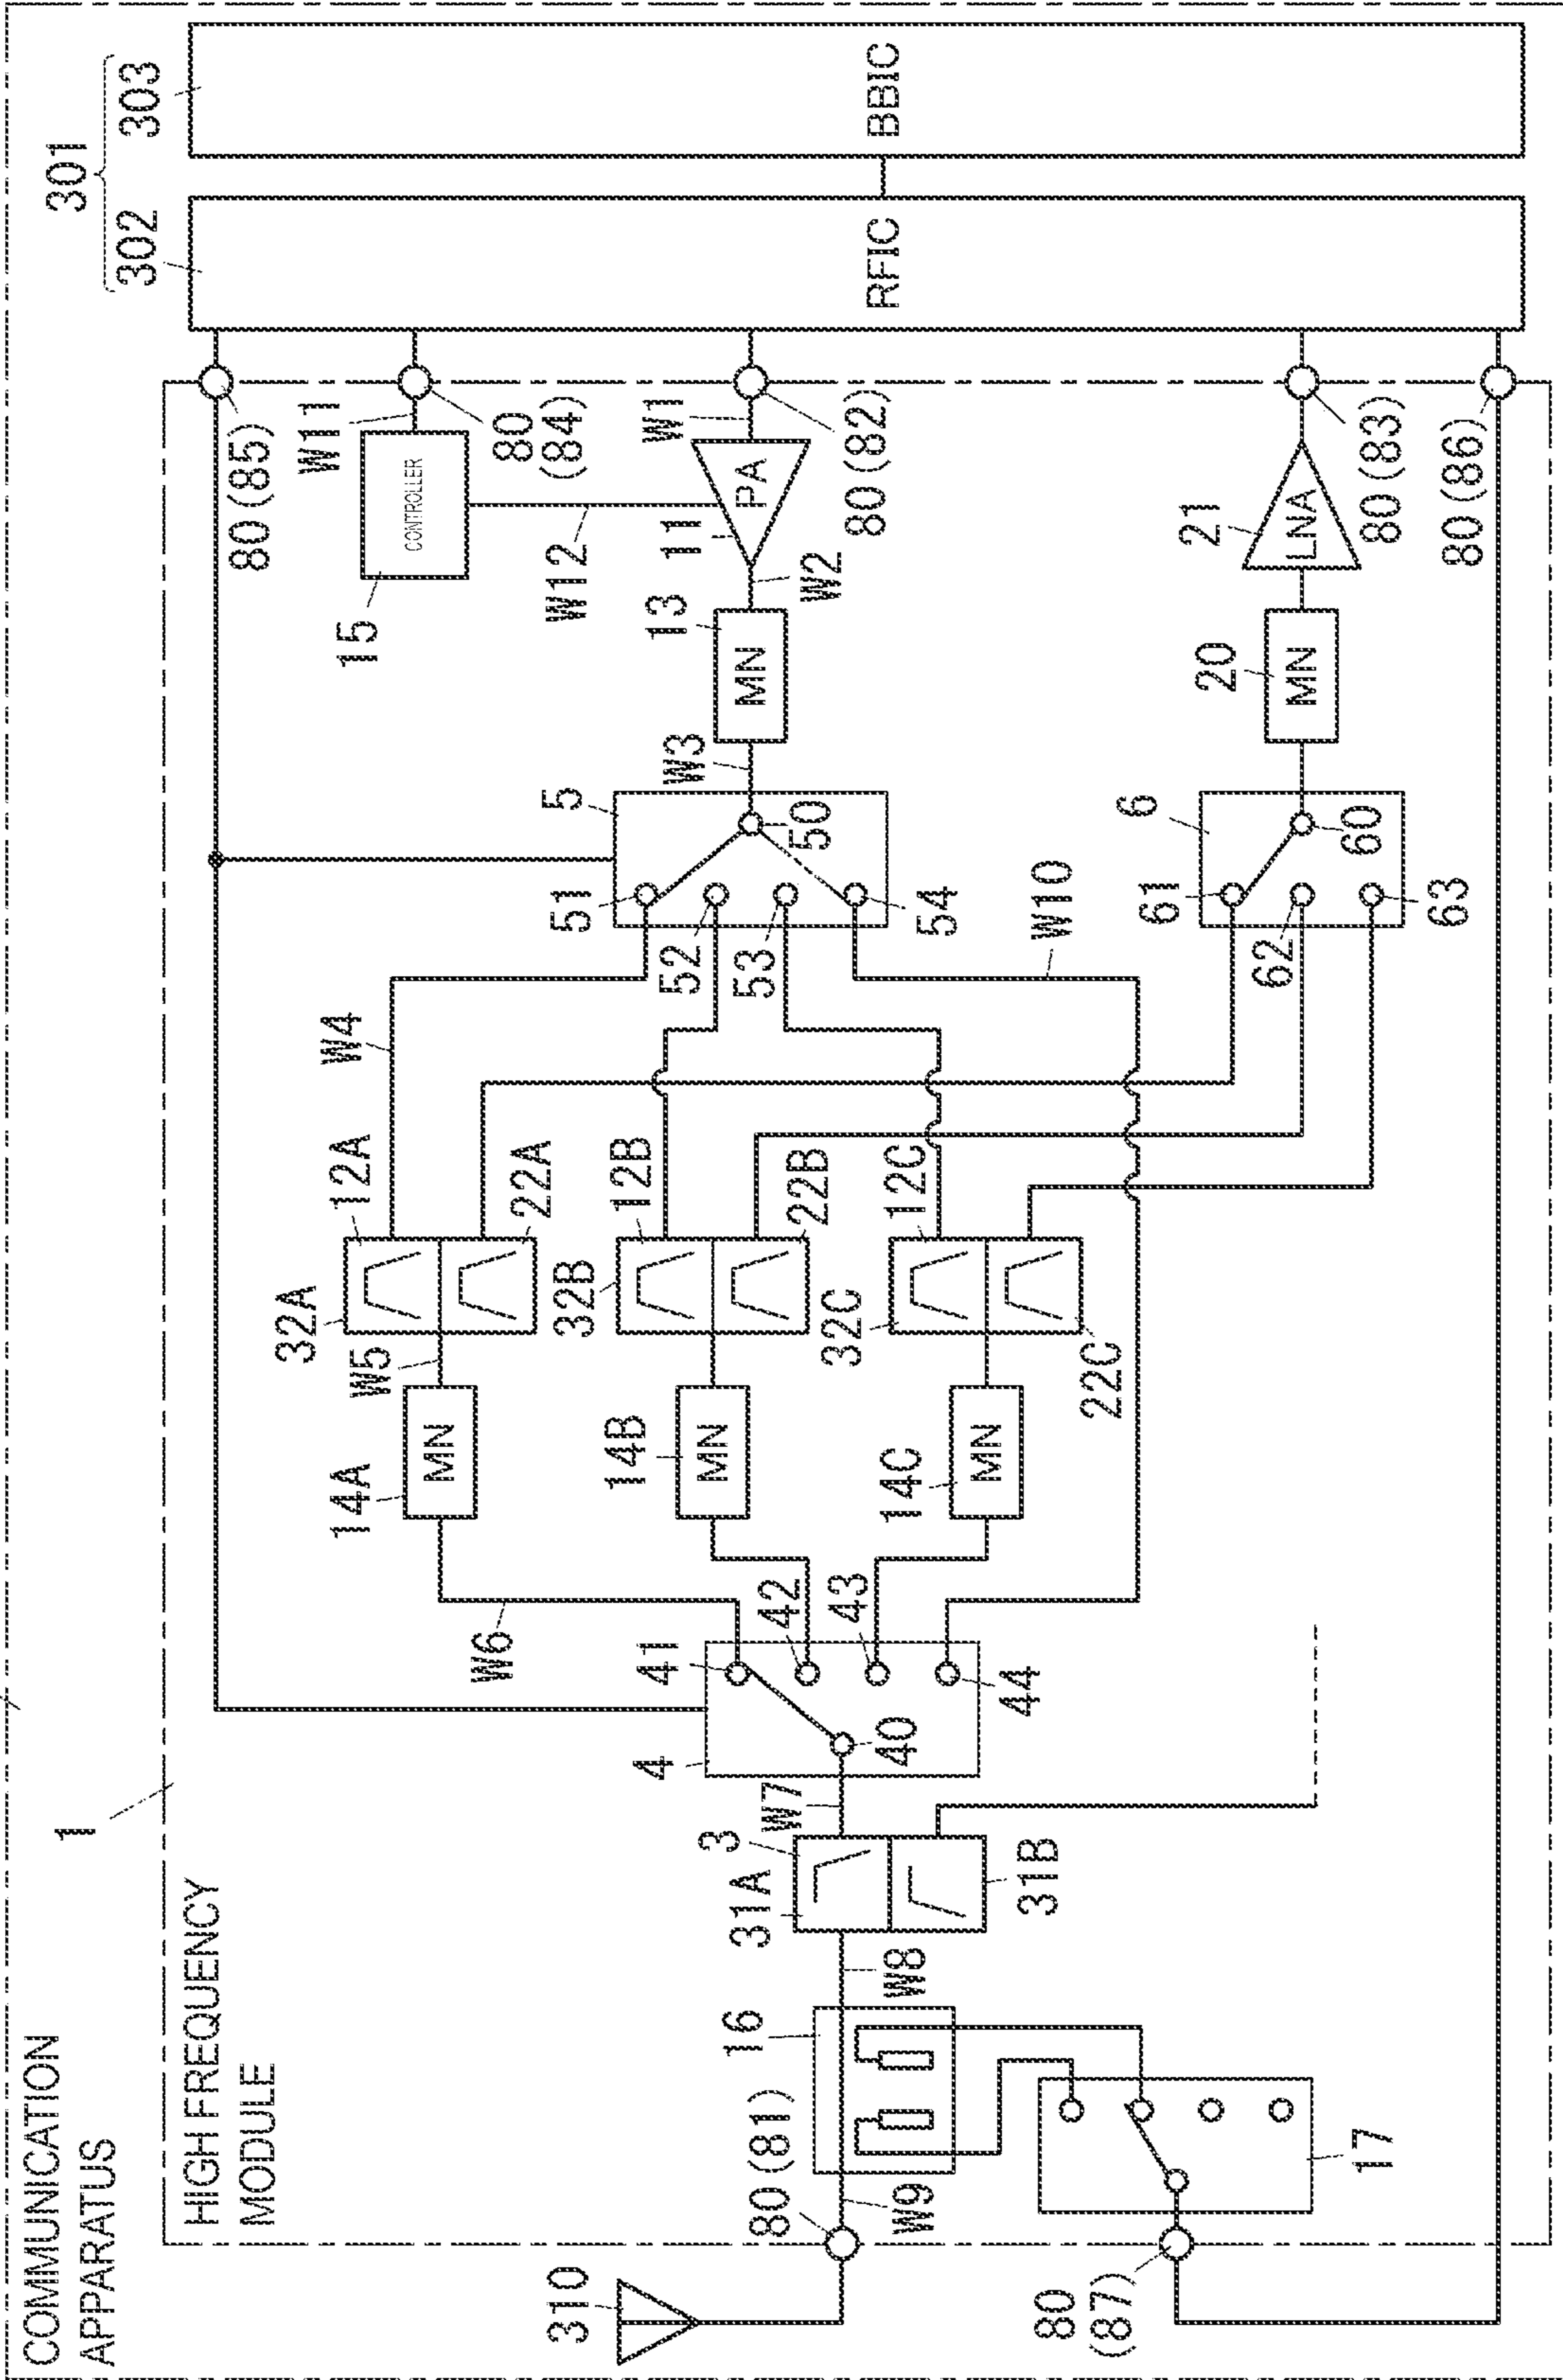 COMMUNICATION
APPARATUS
1
HIGH FREQUENCY
MODULE
301
302
303
RFIC
BBIC
80 (85)
W11
80
(84)
CONTROLLER
15
W12
W1
PA
11
80 (82)
W2
13
MN
W3
5
50
51
52
53
54
W10
W4
12A
22A
32A
12B
22B
32B
12C
22C
32C
W5
14A
MN
14B
MN
14C
MN
W6
41
42
43
44
40
4
W7
3
31A
31B
W8
16
80 (81)
W9
310
17
80
(87)
6
60
61
62
63
20
MN
21
LNA
80 (83)
80 (86)